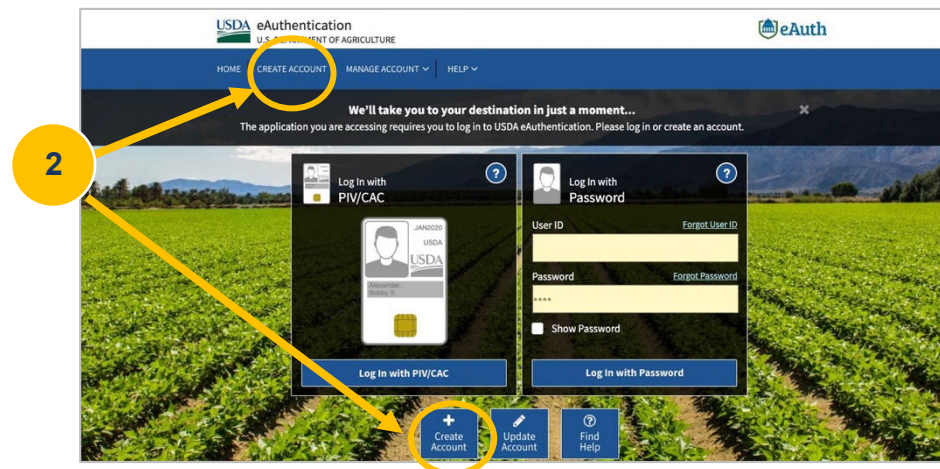 USDA eAuthentication
U.S. DEPARTMENT OF AGRICULTURE
eAuth
HOME CREATE ACCOUNT MANAGE ACCOUNT HELP
We'll take you to your destination in just a moment...
The application you are accessing requires you to log in to USDA eAuthentication. Please log in or create an account.
2
Log In with
PIV/CAC
?
JAN2020
USDA
USDA
Alexander,
Bubby S.
Log In with PIV/CAC
Log In with
Password
?
User ID Forgot User ID
Password Forgot Password
Show Password
Log In with Password
Create
Account
Update
Account
?
Find
Help